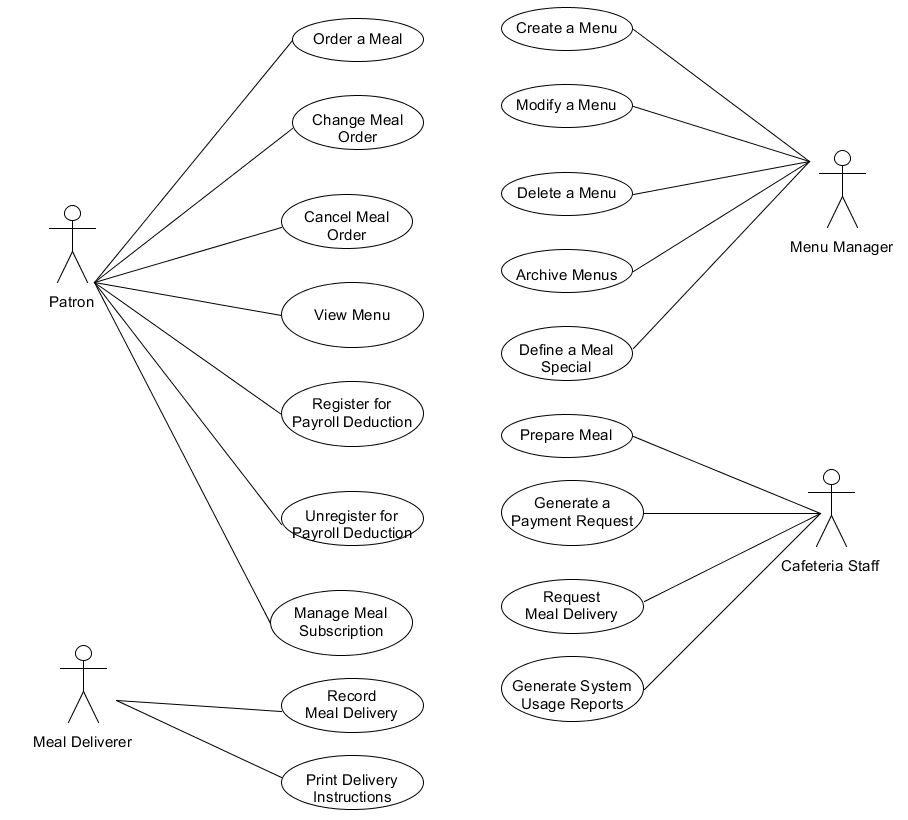 Order a Meal
Change Meal
Order
Cancel Meal
Order
Patron
View Menu
Register for
Payroll Deduction
Unregister for
Payroll Deduction
Manage Meal
Subscription
Record
Meal Delivery
Meal Deliverer
Print Delivery
Instructions
Create a Menu
Modify a Menu
Delete a Menu
Menu Manager
Archive Menus
Define a Meal
Special
Prepare Meal
Generate a
Payment Request
Cafeteria Staff
Request
Meal Delivery
Generate System
Usage Reports